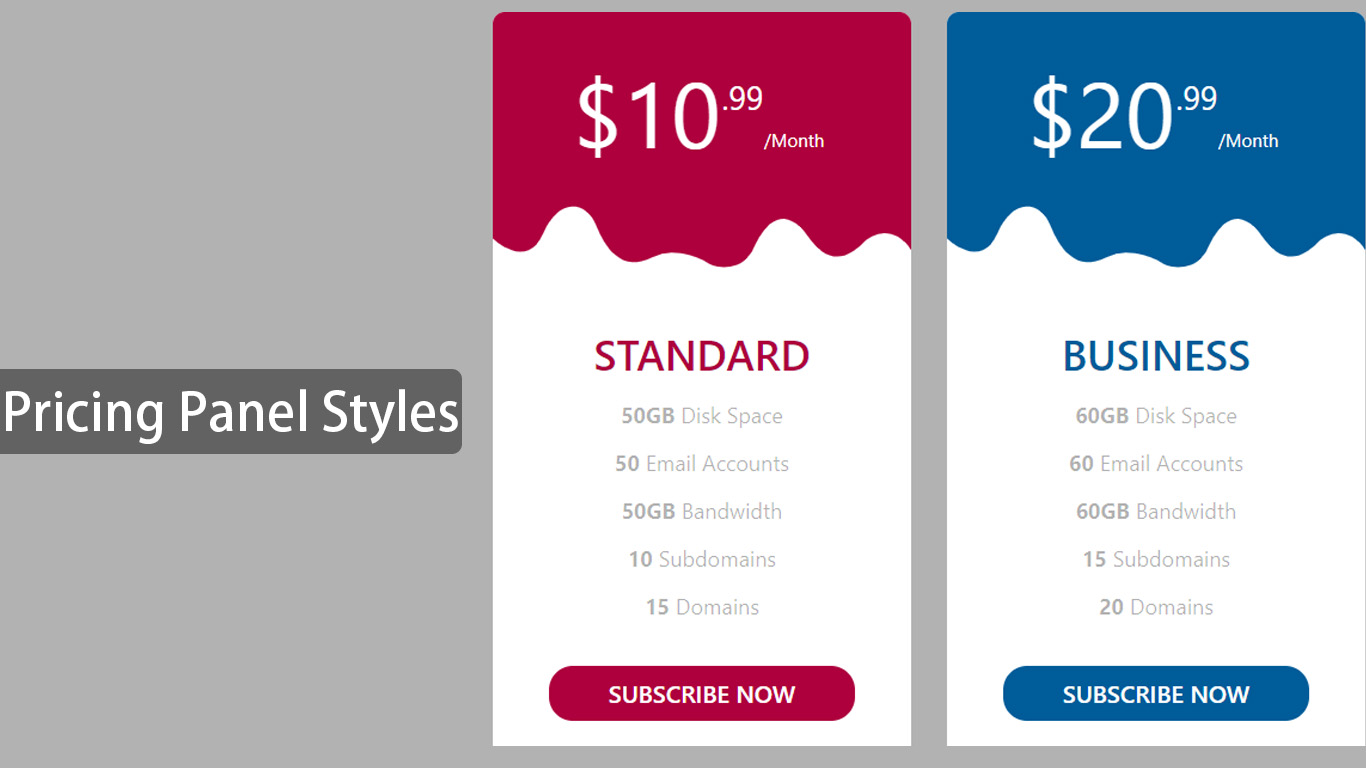 Pricing Panel Styles
$10.99 /Month
STANDARD
50GB Disk Space
50 Email Accounts
50GB Bandwidth
10 Subdomains
15 Domains
SUBSCRIBE NOW
$20.99 /Month
BUSINESS
60GB Disk Space
60 Email Accounts
60GB Bandwidth
15 Subdomains
20 Domains
SUBSCRIBE NOW